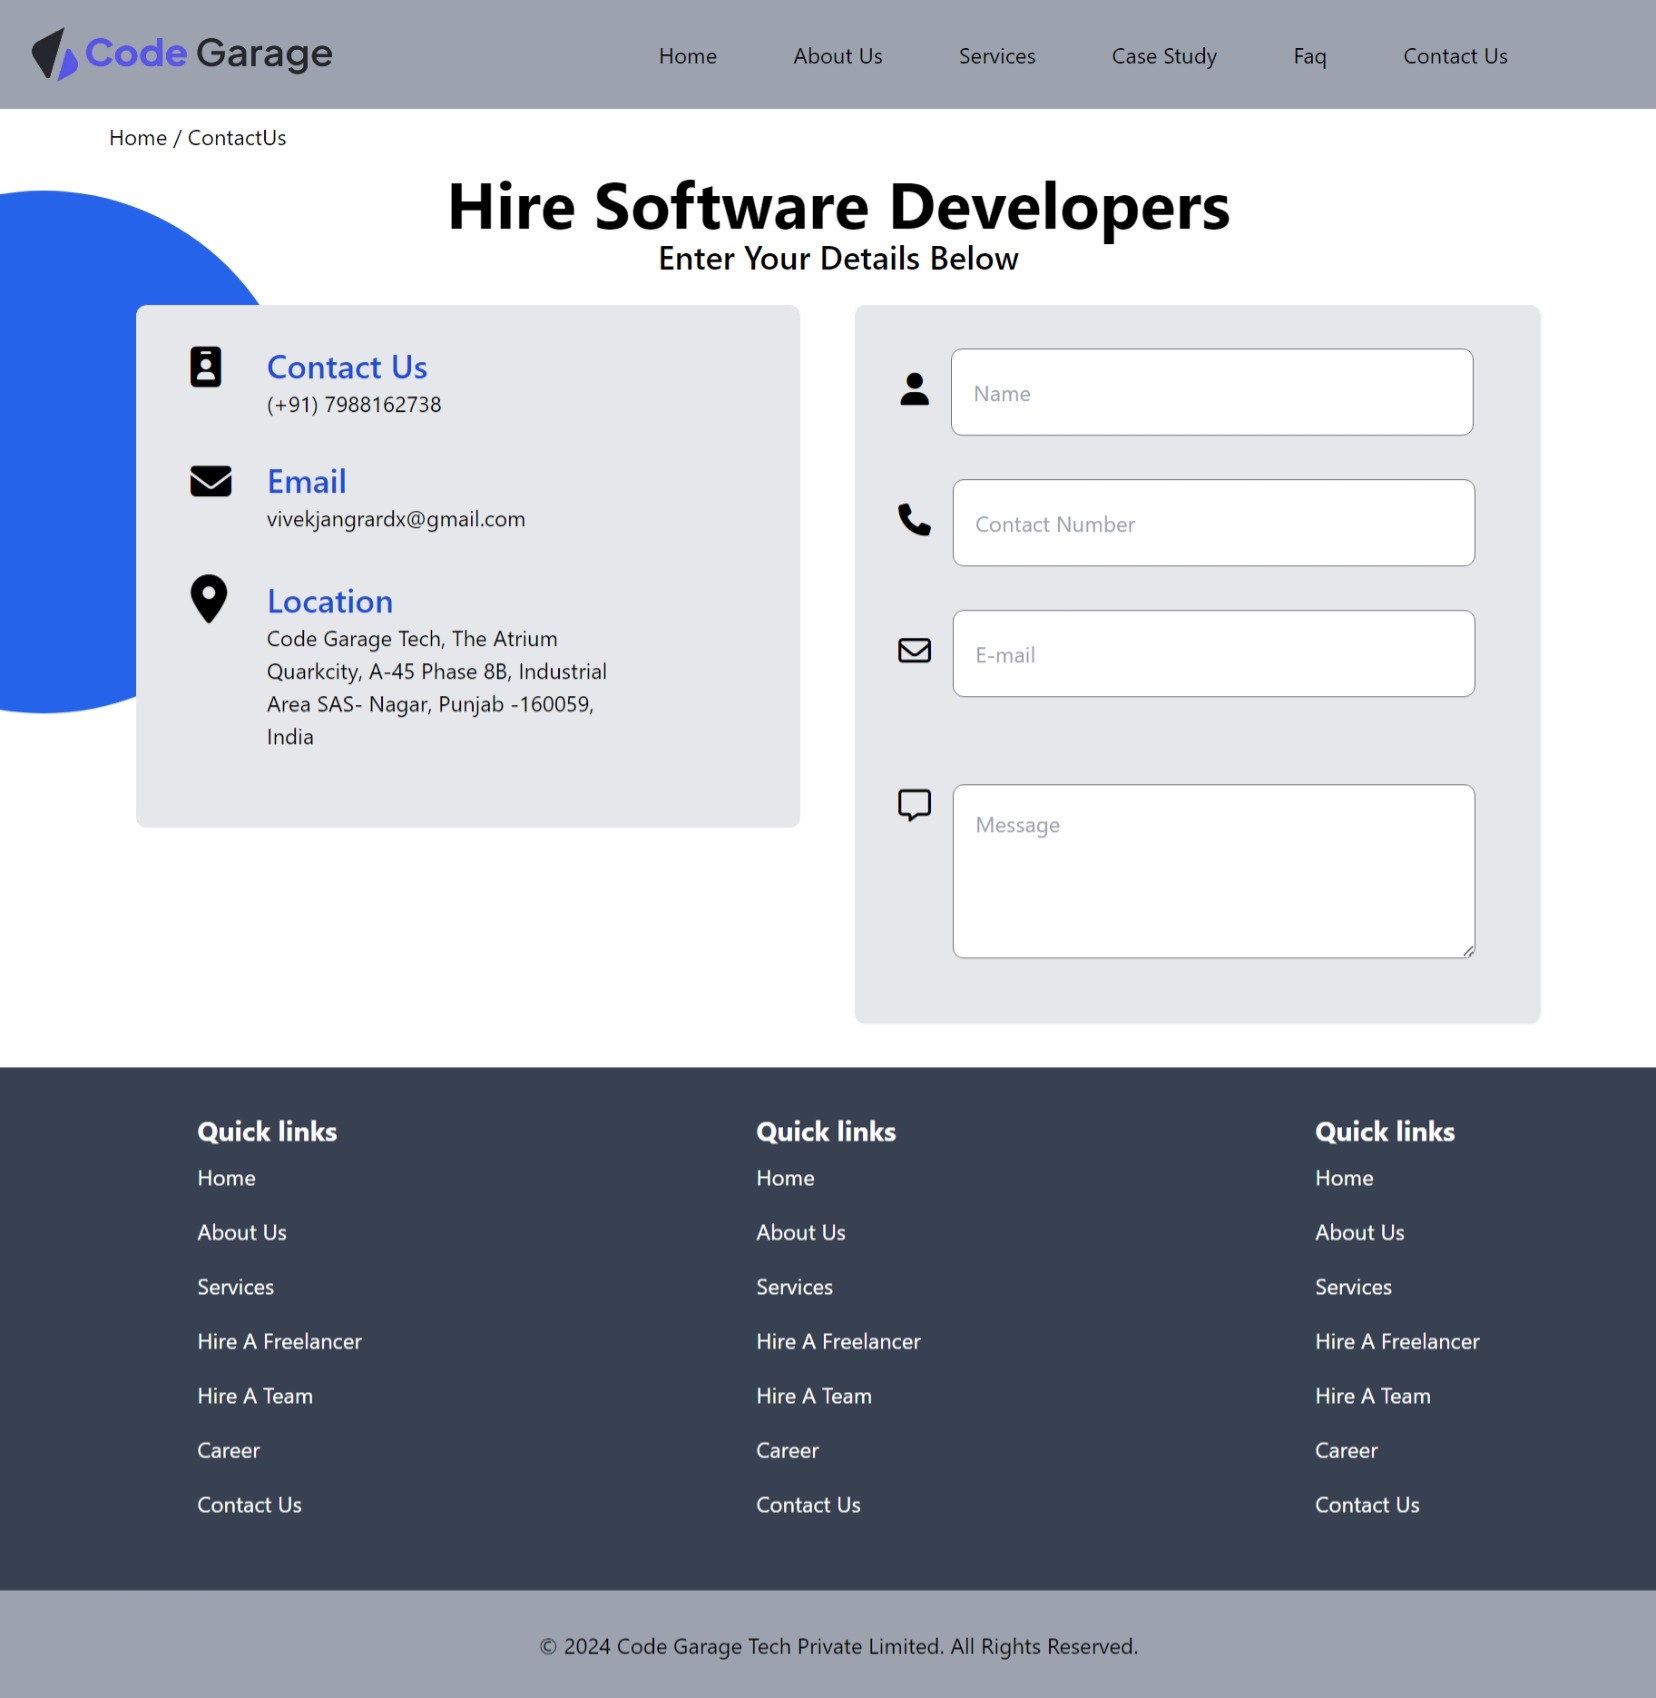 Code Garage
Home About Us Services Case Study Faq Contact Us
Home / ContactUs
Hire Software Developers
Enter Your Details Below
Contact Us
(+91) 7988162738
Email
vivekjangrardx@gmail.com
Location
Code Garage Tech, The Atrium
Quarkcity, A-45 Phase 8B, Industrial
Area SAS- Nagar, Punjab -160059,
India
Name
Contact Number
E-mail
Message
Quick links
Home
About Us
Services
Hire A Freelancer
Hire A Team
Career
Contact Us
Quick links
Home
About Us
Services
Hire A Freelancer
Hire A Team
Career
Contact Us
Quick links
Home
About Us
Services
Hire A Freelancer
Hire A Team
Career
Contact Us
© 2024 Code Garage Tech Private Limited. All Rights Reserved.